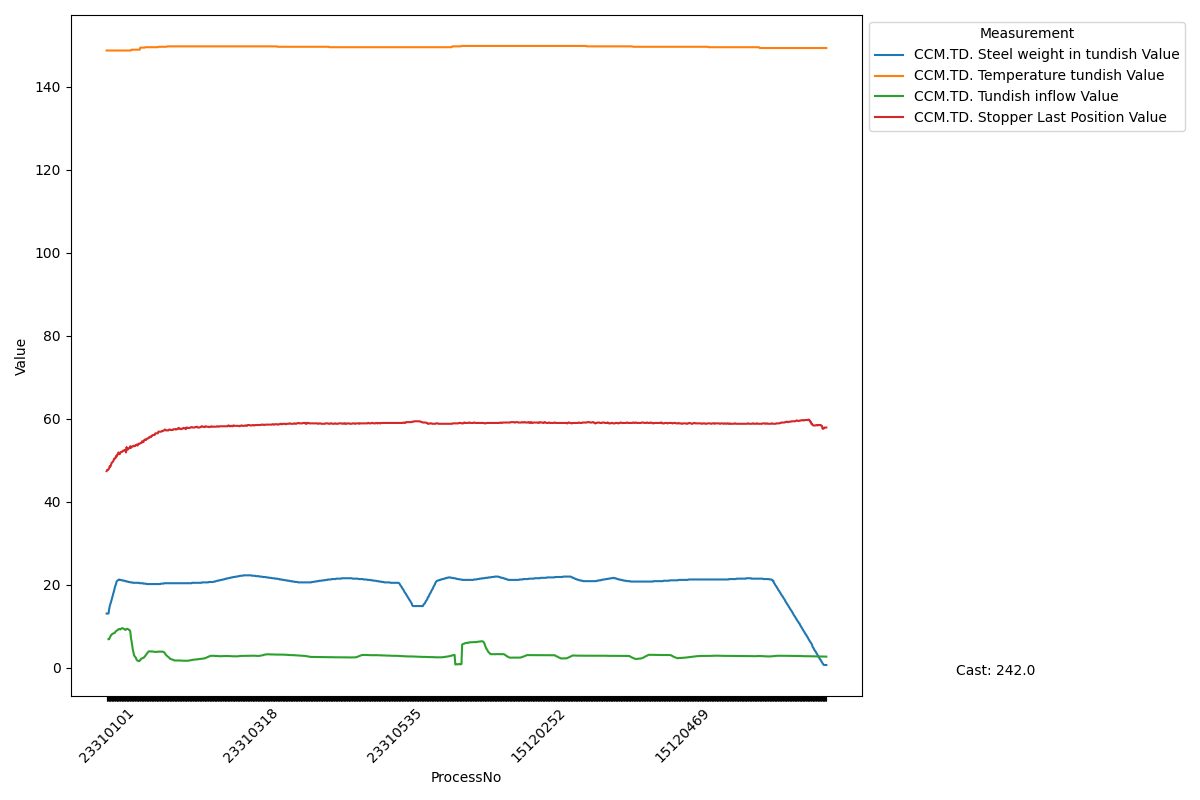 Measurement
CCM.TD. Steel weight in tundish Value
CCM.TD. Temperature tundish Value
CCM.TD. Tundish inflow Value
CCM.TD. Stopper Last Position Value
Value
140
120
100
80
60
40
20
0
23310101
23310318
23310535
15120252
15120469
ProcessNo
Cast: 242.0